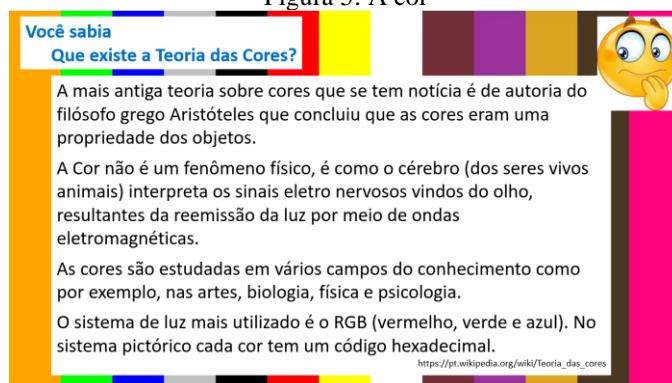 Figura 3: A cor
Você sabia
Que existe a Teoria das Cores?
A mais antiga teoria sobre cores que se tem notícia é de autoria do
filósofo grego Aristóteles que concluiu que as cores eram uma
propriedade dos objetos.
A Cor não é um fenômeno físico, é como o cérebro (dos seres vivos
animais) interpreta os sinais eletro nervosos vindos do olho,
resultantes da reemissão da luz por meio de ondas
eletromagnéticas.
As cores são estudadas em vários campos do conhecimento como
por exemplo, nas artes, biologia, física e psicologia.
O sistema de luz mais utilizado é o RGB (vermelho, verde e azul). No
sistema pictórico cada cor tem um código hexadecimal.
https://pt.wikipedia.org/wiki/Teoria_das_cores